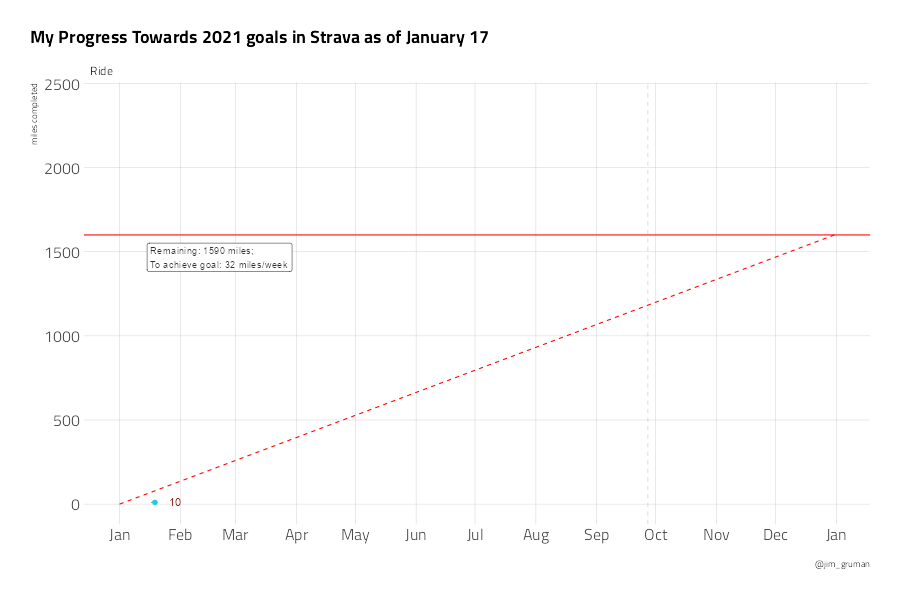 My Progress Towards 2021 goals in Strava as of January 17
Ride
miles completed
2500
2000
1500
1000
500
0
Remaining: 1590 miles;
To achieve goal: 32 miles/week
10
Jan Feb Mar Apr May Jun Jul Aug Sep Oct Nov Dec Jan
@jim_gruman